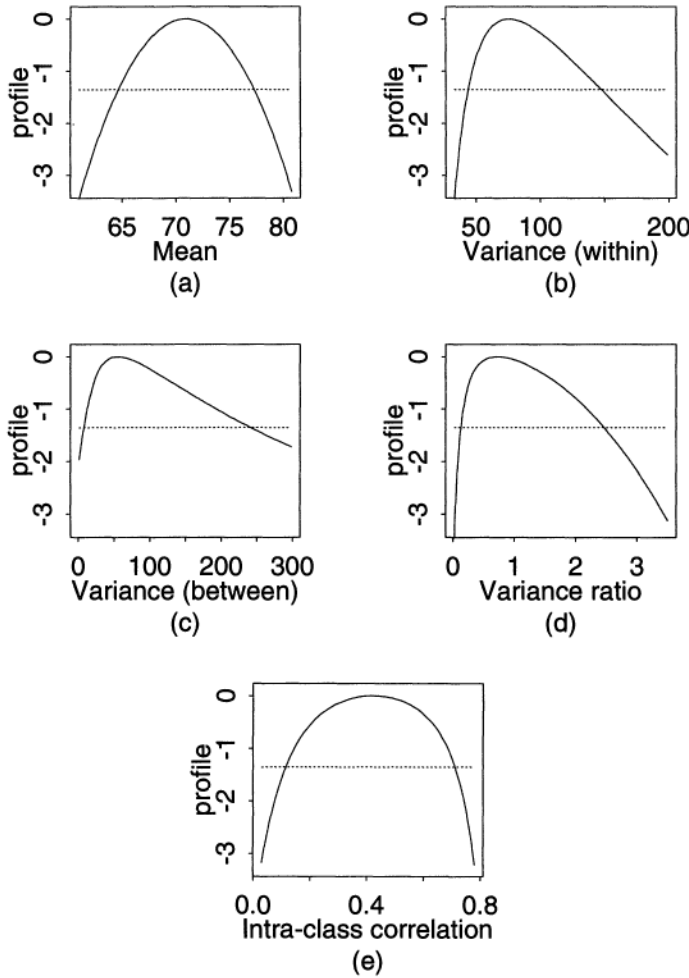 0
-1
-2
-3
profile
65 70 75 80
Mean
(a)
0
-1
-2
-3
profile
50 100 200
Variance (within)
(b)
0
-1
-2
-3
profile
0 100 200 300
Variance (between)
(c)
0
-1
-2
-3
profile
0 1 2 3
Variance ratio
(d)
0
-1
-2
-3
profile
0.0 0.4 0.8
Intra-class correlation
(e)